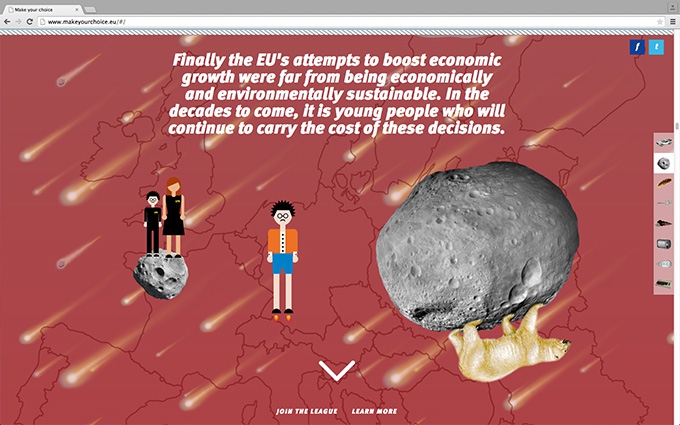 Make your choice
www.makeyourchoice.eu/#/
f t
Finally the EU's attempts to boost economic
growth were far from being economically
and environmentally sustainable. In the
decades to come, it is young people who will
continue to carry the cost of these decisions.
JOIN THE LEAGUE LEARN MORE